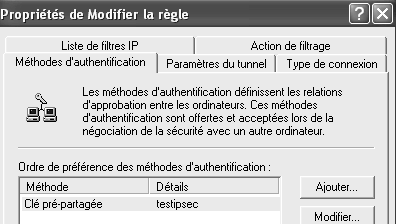 Propriétés de Modifier la règle
Liste de filtres IP
Action de filtrage
Méthodes d'authentification
Paramètres du tunnel
Type de connexion
Les méthodes d'authentification définissent les relations
d'approbation entre les ordinateurs. Ces méthodes
d'authentification sont offertes et acceptées lors de la
négociation de la sécurité avec un autre ordinateur.
Ordre de préférence des méthodes d'authentification :
Méthode
Détails
Ajouter...
Clé pré-partagée
testipsec
Modifier...